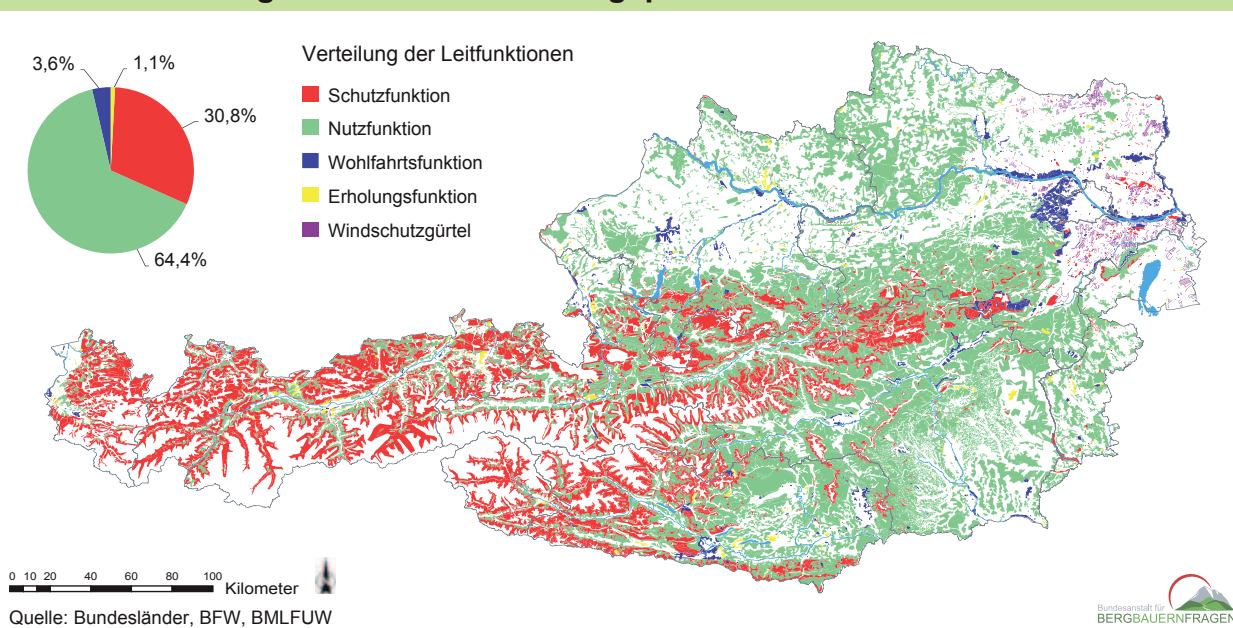 3,6%
1,1%
30,8%
64,4%
Verteilung der Leitfunktionen
Schutzfunktion
Nutzfunktion
Wohlfahrtsfunktion
Erholungsfunktion
Windschutzgürtel
0 10 20 40 60 80 100 Kilometer
Quelle: Bundesländer, BFW, BMLFUW
Bundesanstalt für
BERGBAUERNFRAGEN